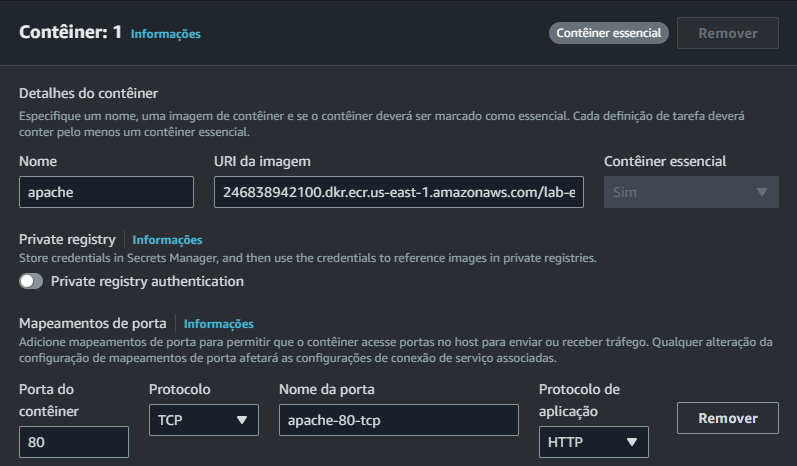 Contêiner: 1 Informações Contêiner essencial Remover
Detalhes do contêiner
Especifique um nome, uma imagem de contêiner e se o contêiner deverá ser marcado como essencial. Cada definição de tarefa deverá
conter pelo menos um contêiner essencial.
Nome URI da imagem Contêiner essencial
apache 246838942100.dkr.ecr.us-east-1.amazonaws.com/lab-e Sim
Private registry Informações
Store credentials in Secrets Manager, and then use the credentials to reference images in private registries.
Private registry authentication
Mapeamentos de porta Informações
Adicione mapeamentos de porta para permitir que o contêiner acesse portas no host para enviar ou receber tráfego. Qualquer alteração da
configuração de mapeamentos de porta afetará as configurações de conexão de serviço associadas.
Porta do contêiner Protocolo Nome da porta Protocolo de aplicação
80 TCP apache-80-tcp HTTP Remover